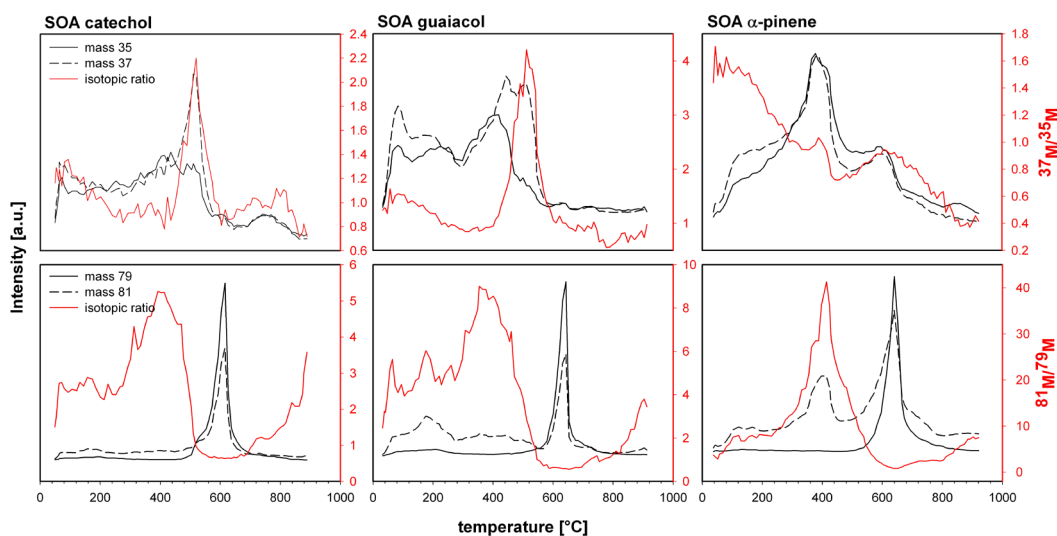 SOA catechol
SOA guaiacol
SOA α-pinene
mass 35
mass 37
isotopic ratio
2.4
2.2
2.0
1.8
1.6
1.4
1.2
1.0
0.8
0.6
4
3
2
1
1.8
1.6
1.4
1.2
1.0
0.8
0.6
0.4
0.2
37M/35M
Intensity [a.u.]
mass 79
mass 81
isotopic ratio
6
5
4
3
2
1
0
10
8
6
4
2
0
40
30
20
10
0
81M/79M
0 200 400 600 800 1000
0 200 400 600 800 1000
0 200 400 600 800 1000
temperature [°C]